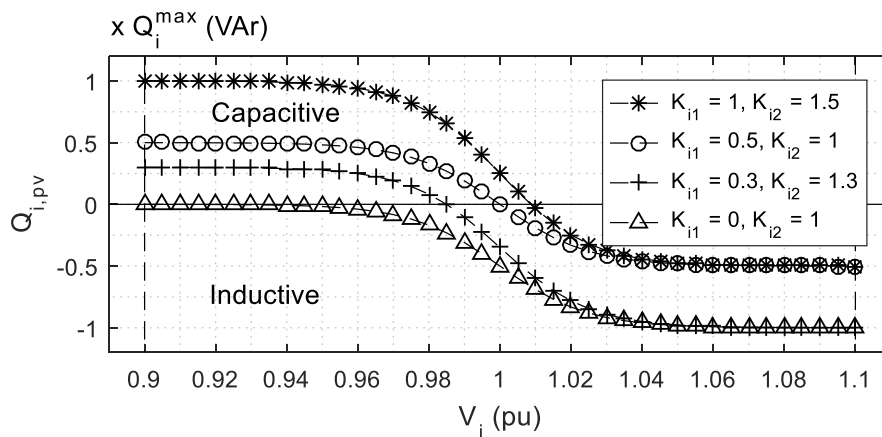 x Q_i^max (VAr)
1
0.5
0
-0.5
-1
Q_i,pv
Capacitive
Inductive
K_i1 = 1, K_i2 = 1.5
K_i1 = 0.5, K_i2 = 1
K_i1 = 0.3, K_i2 = 1.3
K_i1 = 0, K_i2 = 1
0.9 0.92 0.94 0.96 0.98 1 1.02 1.04 1.06 1.08 1.1
V_i (pu)